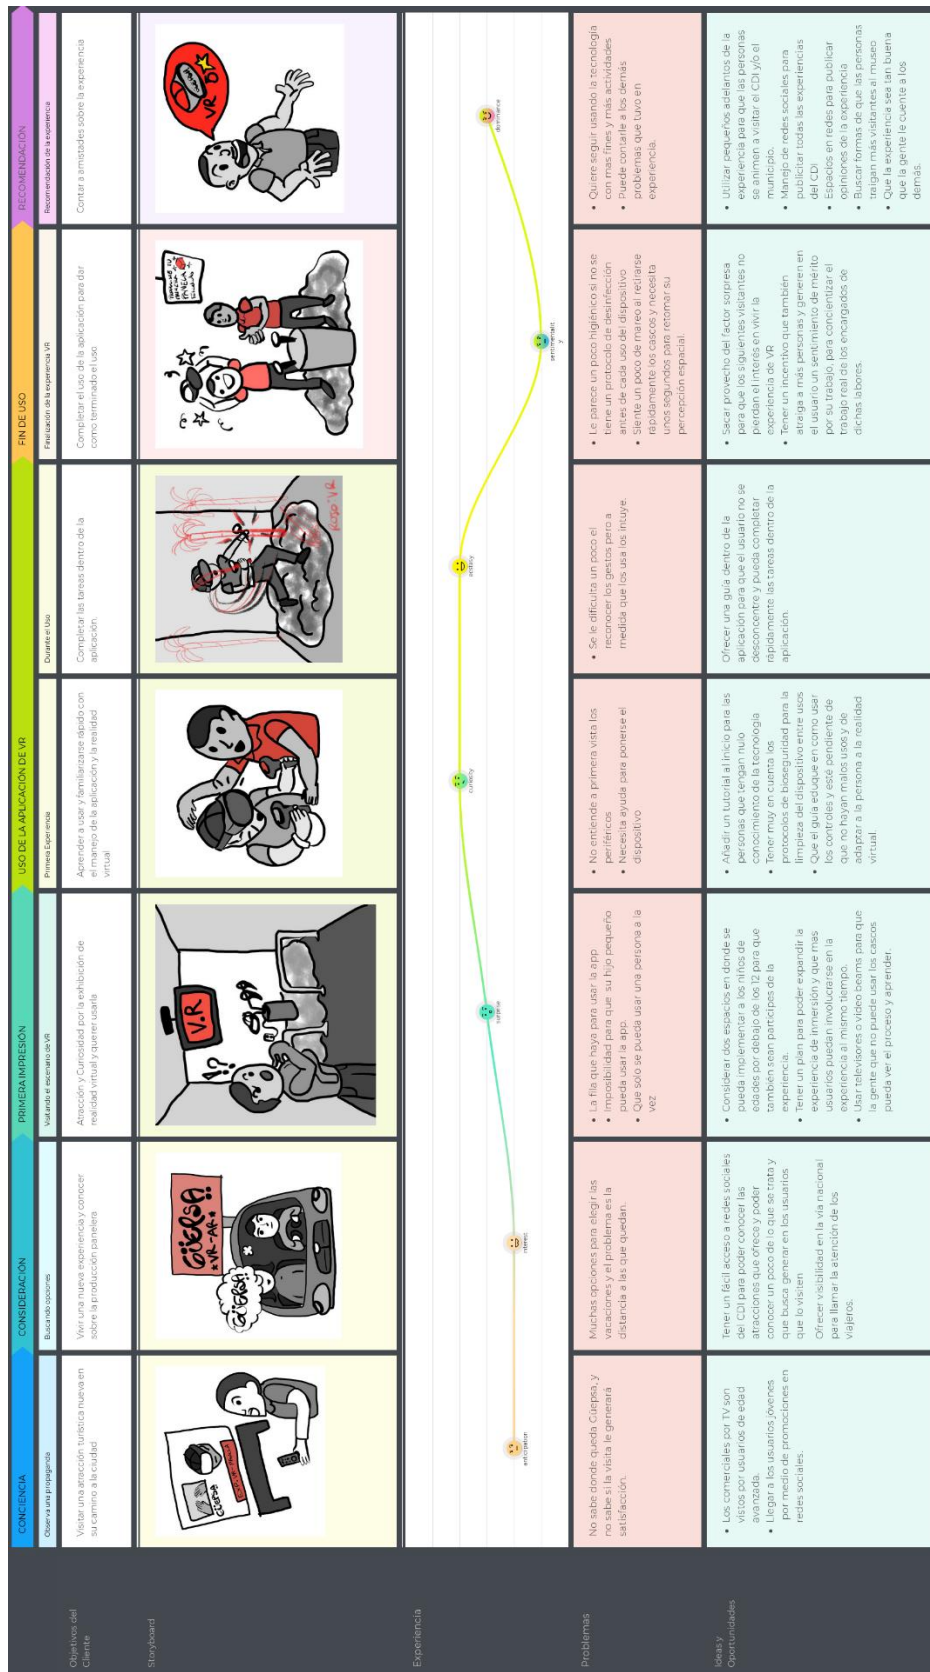 CONCIENCIA
CONSIDERACIÓN
PRIMERA IMPRESIÓN
USO DE LA APLICACIÓN DE VR
FIN DE USO
RECOMENDACIÓN
Observa una propaganda
Buscando opciones
Visitando el escenario de VR
Primera Experiencia
Durante el Uso
Finalización de la experiencia VR
Recomendación de la experiencia
Objetivos del
Cliente
Visitar una atracción turística nueva en
su camino a la ciudad
Vivir una nueva experiencia y conocer
sobre la producción panelera
Atracción y Curiosidad por la exhibición de
realidad virtual y querer usarla
Aprender a usar y familiarizarse rápido con
el manejo de la aplicación y la realidad
virtual
Completar las tareas dentro de la
aplicación.
Completar el uso de la aplicación para dar
como terminado el uso
Contar a amistades sobre la experiencia
Storyboard
GÜEPSA
GÜEPSA!
GÜEPSA!!
★VR-AR★
V.R
VR
Experiencia
anticipation
interest
surprise
curiosity
ecstasy
sentimentalit
y
dominance
Problemas
No sabe donde queda Güepsa, y
no sabe si la visita le generará
satisfacción.
Muchas opciones para elegir las
vacaciones y el problema es la
distancia a las que quedan.
• La fila que haya para usar la app
• Imposibilidad para que su hijo pequeño
pueda usar la app.
• Que solo se pueda usar una persona a la
vez
• No entiende a primera vista los
periféricos
• Necesita ayuda para ponerse el
dispositivo
• Se le dificulta un poco el
reconocer los gestos pero a
medida que los usa los intuye.
• Le parece un poco higiénico si no se
tiene un protocolo de desinfección
antes de cada uso del dispositivo
• Siente un poco de mareo al retirarse
rápidamente los cascos y necesita
unos segundos para retomar su
percepción espacial.
• Quiere seguir usando la tecnología
con mas fines y más actividades
• Puede contarle a los demás
problemas que tuvo en
experiencia.
Ideas y
Oportunidades
• Los comerciales por TV son
vistos por usuarios de edad
avanzada.
• Llegar a los usuarios jóvenes
por medio de promociones en
redes sociales.
Tener un fácil acceso a redes sociales
del CDI para poder conocer las
atracciones que ofrece y poder
conocer un poco de lo que se trata y
que busca generar en los usuarios
que lo visiten
Ofrecer visibilidad en la vía nacional
para llamar la atención de los
viajeros.
• Considerar dos espacios en donde se
pueda implementar a los niños de
edades por debajo de los 12 para que
también sean participes de la
experiencia.
• Tener un plan para poder expandir la
experiencia de inmersión y que mas
usuarios puedan involucrarse en la
experiencia al mismo tiempo.
• Usar televisores o video beams para que
la gente que no puede usar los cascos
pueda ver el proceso y aprender.
• Añadir un tutorial al inicio para las
personas que tengan nulo
conocimiento de la tecnología
• Tener muy en cuenta los
protocolos de bioseguridad para la
limpieza del dispositivo entre usos
• Que el guía eduque en como usar
los controles y esté pendiente de
que no hayan malos usos y de
adaptar a la persona a la realidad
virtual.
Ofrecer una guía dentro de la
aplicación para que el usuario no se
desconcentre y pueda completar
rápidamente las tareas dentro de la
aplicación.
• Sacar provecho del factor sorpresa
para que los siguientes visitantes no
pierdan el interés en vivir la
experiencia de VR
• Tener un incentivo que también
atraiga a más personas y generen en
el usuario un sentimiento de mérito
por su trabajo, para concientizar el
trabajo real de los encargados de
dichas labores.
• Utilizar pequeños adelantos de la
experiencia para que las personas
se animen a visitar el CDI y/o el
municipio.
• Manejo de redes sociales para
publicitar todas las experiencias
del CDI
• Espacios en redes para publicar
opiniones de la experiencia
• Buscar formas de que las personas
traigan más visitantes al museo
• Que la experiencia sea tan buena
que la gente le cuente a los
demás.